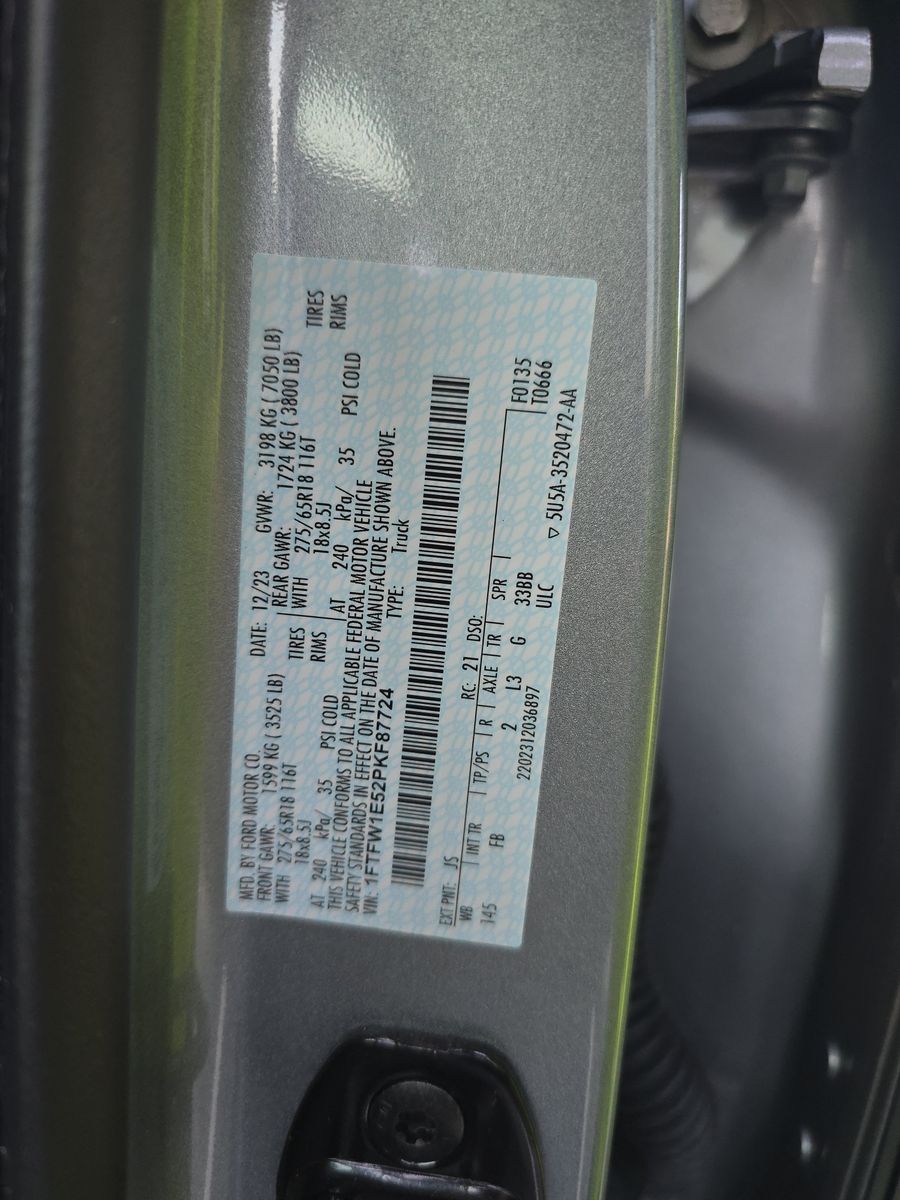 MFD. BY FORD MOTOR CO.
DATE: 12/23 GVWR: 3198 KG ( 7050 LB)
FRONT GAWR: 1599 KG ( 3525 LB) REAR GAWR: 1724 KG ( 3800 LB)
WITH 275/65R18 116T TIRES WITH 275/65R18 116T TIRES
18x8.5J RIMS 18x8.5J RIMS
AT 240 kPa/ 35 PSI COLD AT 240 kPa/ 35 PSI COLD
THIS VEHICLE CONFORMS TO ALL APPLICABLE FEDERAL MOTOR VEHICLE
SAFETY STANDARDS IN EFFECT ON THE DATE OF MANUFACTURE SHOWN ABOVE.
VIN: 1FTFW1E52PKF87724 TYPE: Truck
EXT PNT: JS RC: 21 DSO: F0135
WB INT TR TP/PS R AXLE TR SPR T0666
145 FB 2 L3 G 33BB
2202312036897 ULC ▽ 5U5A-3520472-AA